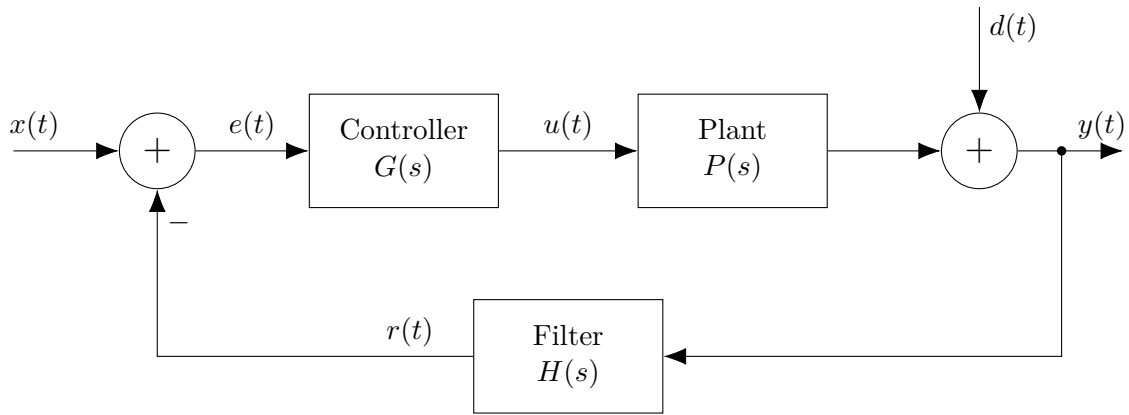 d(t)
x(t)
+
e(t)
Controller
G(s)
u(t)
Plant
P(s)
+
y(t)
−
r(t)
Filter
H(s)